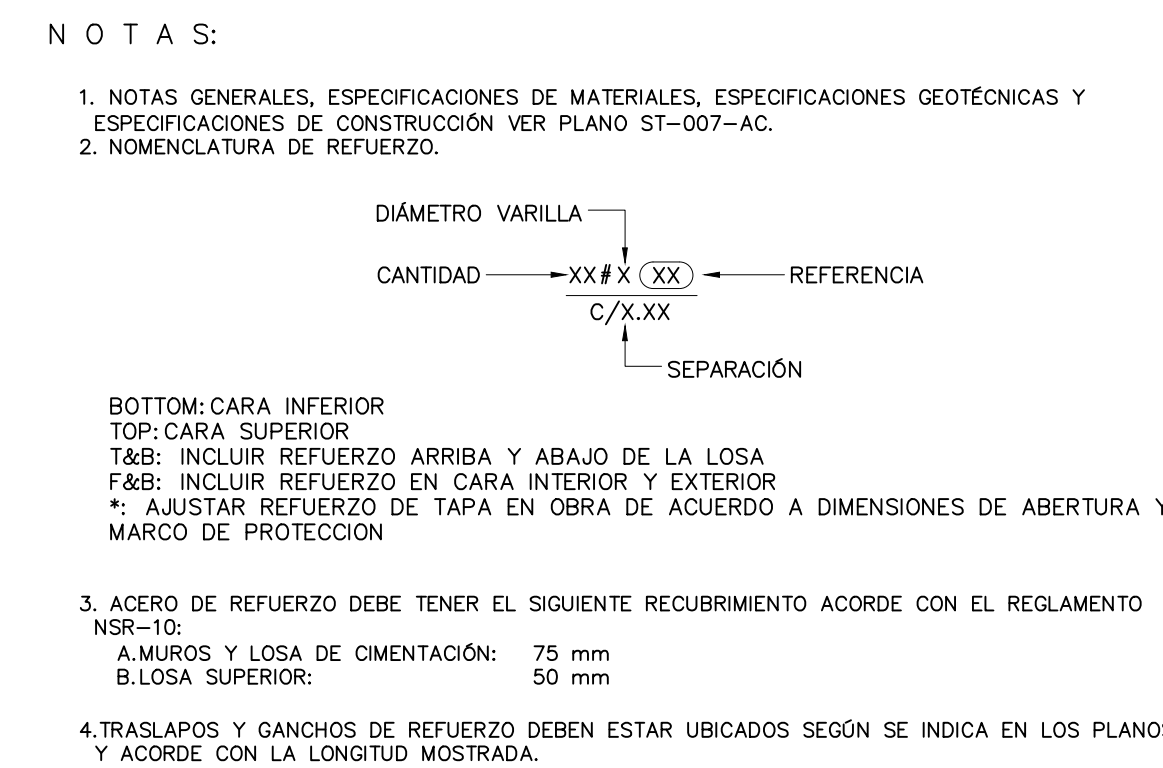 N O T A S:
1. NOTAS GENERALES, ESPECIFICACIONES DE MATERIALES, ESPECIFICACIONES GEOTÉCNICAS Y
ESPECIFICACIONES DE CONSTRUCCIÓN VER PLANO ST-007-AC.
2. NOMENCLATURA DE REFUERZO.
DIÁMETRO VARILLA
CANTIDAD XX#X XX REFERENCIA
C/X.XX
SEPARACIÓN
BOTTOM: CARA INFERIOR
TOP: CARA SUPERIOR
T&B: INCLUIR REFUERZO ARRIBA Y ABAJO DE LA LOSA
F&B: INCLUIR REFUERZO EN CARA INTERIOR Y EXTERIOR
*: AJUSTAR REFUERZO DE TAPA EN OBRA DE ACUERDO A DIMENSIONES DE ABERTURA Y
MARCO DE PROTECCION
3. ACERO DE REFUERZO DEBE TENER EL SIGUIENTE RECUBRIMIENTO ACORDE CON EL REGLAMENTO
NSR-10:
A.MUROS Y LOSA DE CIMENTACIÓN: 75 mm
B.LOSA SUPERIOR: 50 mm
4.TRASLAPOS Y GANCHOS DE REFUERZO DEBEN ESTAR UBICADOS SEGÚN SE INDICA EN LOS PLANOS
Y ACORDE CON LA LONGITUD MOSTRADA.